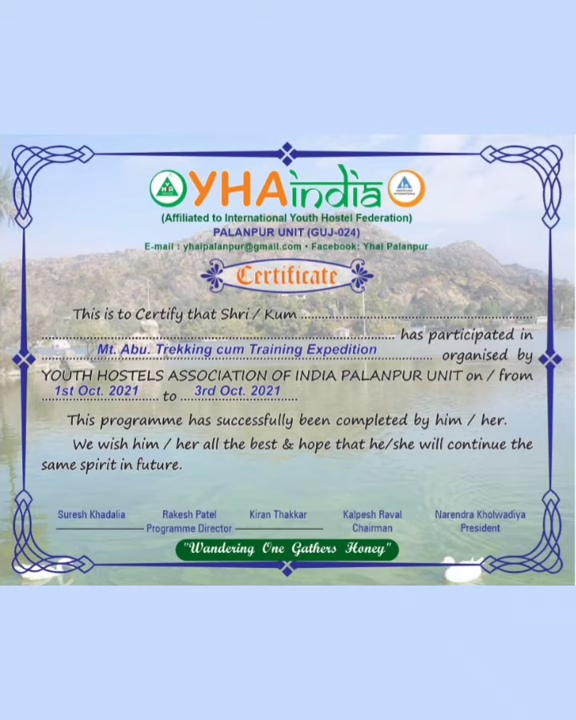 YHAindia
(Affiliated to International Youth Hostel Federation)
PALANPUR UNIT (GUJ-024)
E-mail : yhaipalanpur@gmail.com • Facebook: Yhai Palanpur
Certificate
This is to Certify that Shri / Kum ..........
.......... has participated in
Mt. Abu. Trekking cum Training Expedition organised by
YOUTH HOSTELS ASSOCIATION OF INDIA PALANPUR UNIT on / from
1st Oct. 2021 to 3rd Oct. 2021
This programme has successfully been completed by him / her.
We wish him / her all the best & hope that he/she will continue the
same spirit in future.
Suresh Khadalia Rakesh Patel Kiran Thakkar Kalpesh Raval Narendra Kholwadiya
Programme Director Chairman President
"Wandering One Gathers Honey"